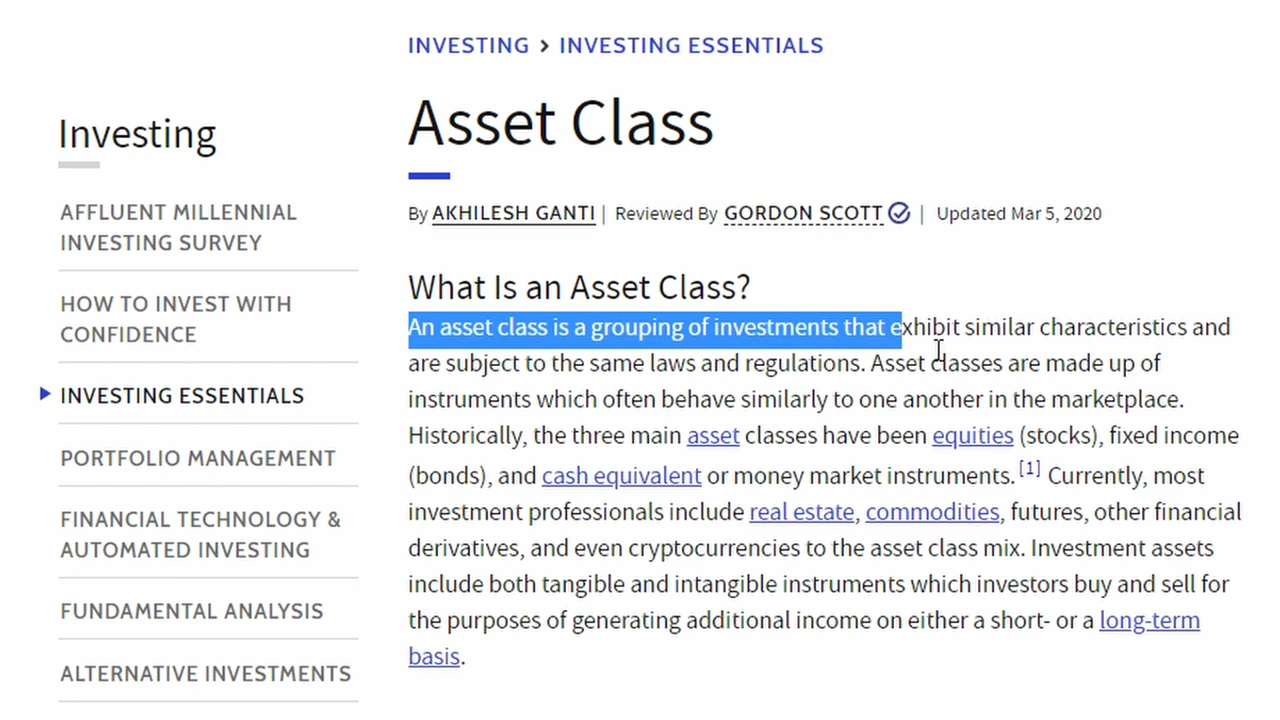 INVESTING > INVESTING ESSENTIALS
Investing
AFFLUENT MILLENNIAL
INVESTING SURVEY
HOW TO INVEST WITH
CONFIDENCE
INVESTING ESSENTIALS
PORTFOLIO MANAGEMENT
FINANCIAL TECHNOLOGY &
AUTOMATED INVESTING
FUNDAMENTAL ANALYSIS
ALTERNATIVE INVESTMENTS
Asset Class
By AKHILESH GANTI | Reviewed By GORDON SCOTT | Updated Mar 5, 2020
What Is an Asset Class?
An asset class is a grouping of investments that exhibit similar characteristics and
are subject to the same laws and regulations. Asset classes are made up of
instruments which often behave similarly to one another in the marketplace.
Historically, the three main asset classes have been equities (stocks), fixed income
(bonds), and cash equivalent or money market instruments. [1] Currently, most
investment professionals include real estate, commodities, futures, other financial
derivatives, and even cryptocurrencies to the asset class mix. Investment assets
include both tangible and intangible instruments which investors buy and sell for
the purposes of generating additional income on either a short- or a long-term
basis.